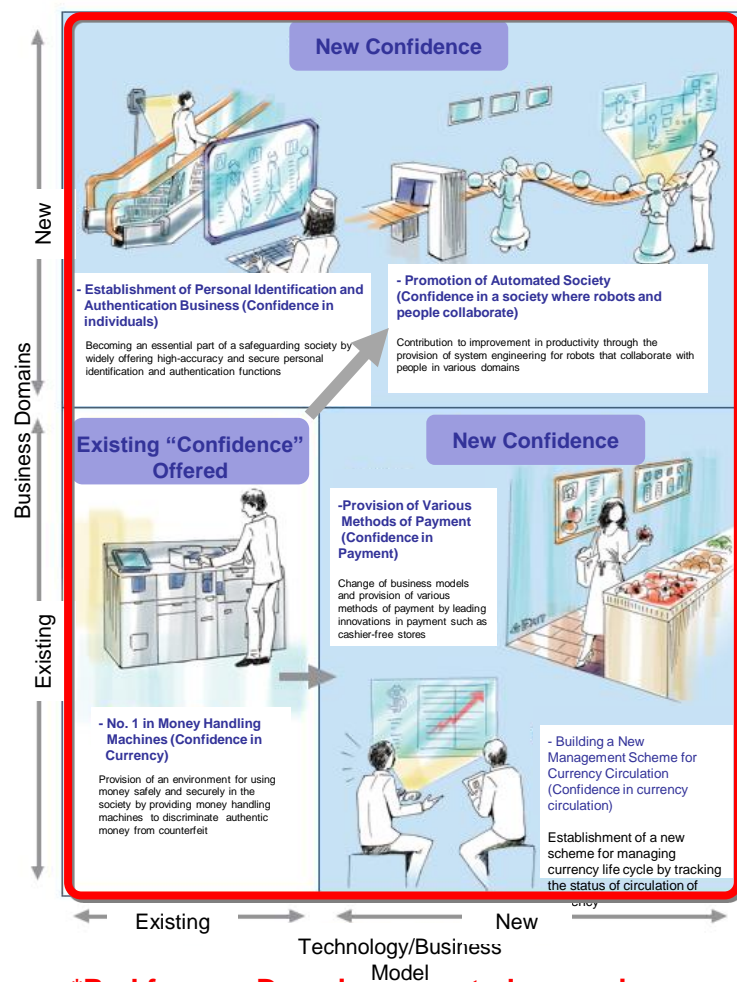 New Confidence
- Establishment of Personal Identification and
Authentication Business (Confidence in
individuals)
Becoming an essential part of a safeguarding society by
widely offering high-accuracy and secure personal
identification and authentication functions
- Promotion of Automated Society
(Confidence in a society where robots and
people collaborate)
Contribution to improvement in productivity through the
provision of system engineering for robots that collaborate with
people in various domains
New
Business Domains
Existing
Existing “Confidence”
Offered
- No. 1 in Money Handling
Machines (Confidence in
Currency)
Provision of an environment for using
money safely and securely in the
society by providing money handling
machines to discriminate authentic
money from counterfeit
New Confidence
-Provision of Various
Methods of Payment
(Confidence in
Payment)
Change of business models
and provision of various
methods of payment by leading
innovations in payment such as
cashier-free stores
- Building a New
Management Scheme for
Currency Circulation
(Confidence in currency
circulation)
Establishment of a new
scheme for managing
currency life cycle by tracking
the status of circulation of
Existing
New
Technology/Business
Model